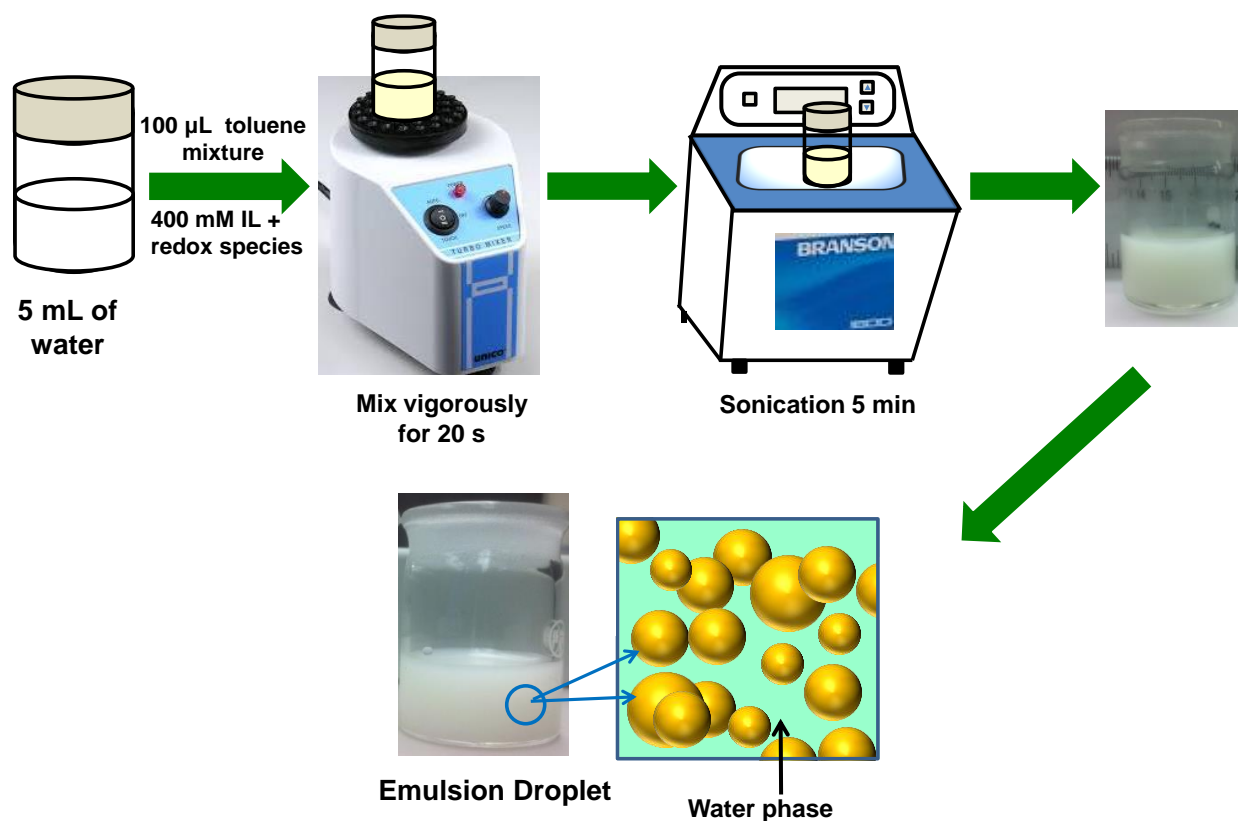 100 µL toluene
mixture
400 mM IL +
redox species
5 mL of
water
POWER
TURBO MIXER
UNICO
Mix vigorously
for 20 s
BRANSON
Sonication 5 min
Emulsion Droplet
Water phase